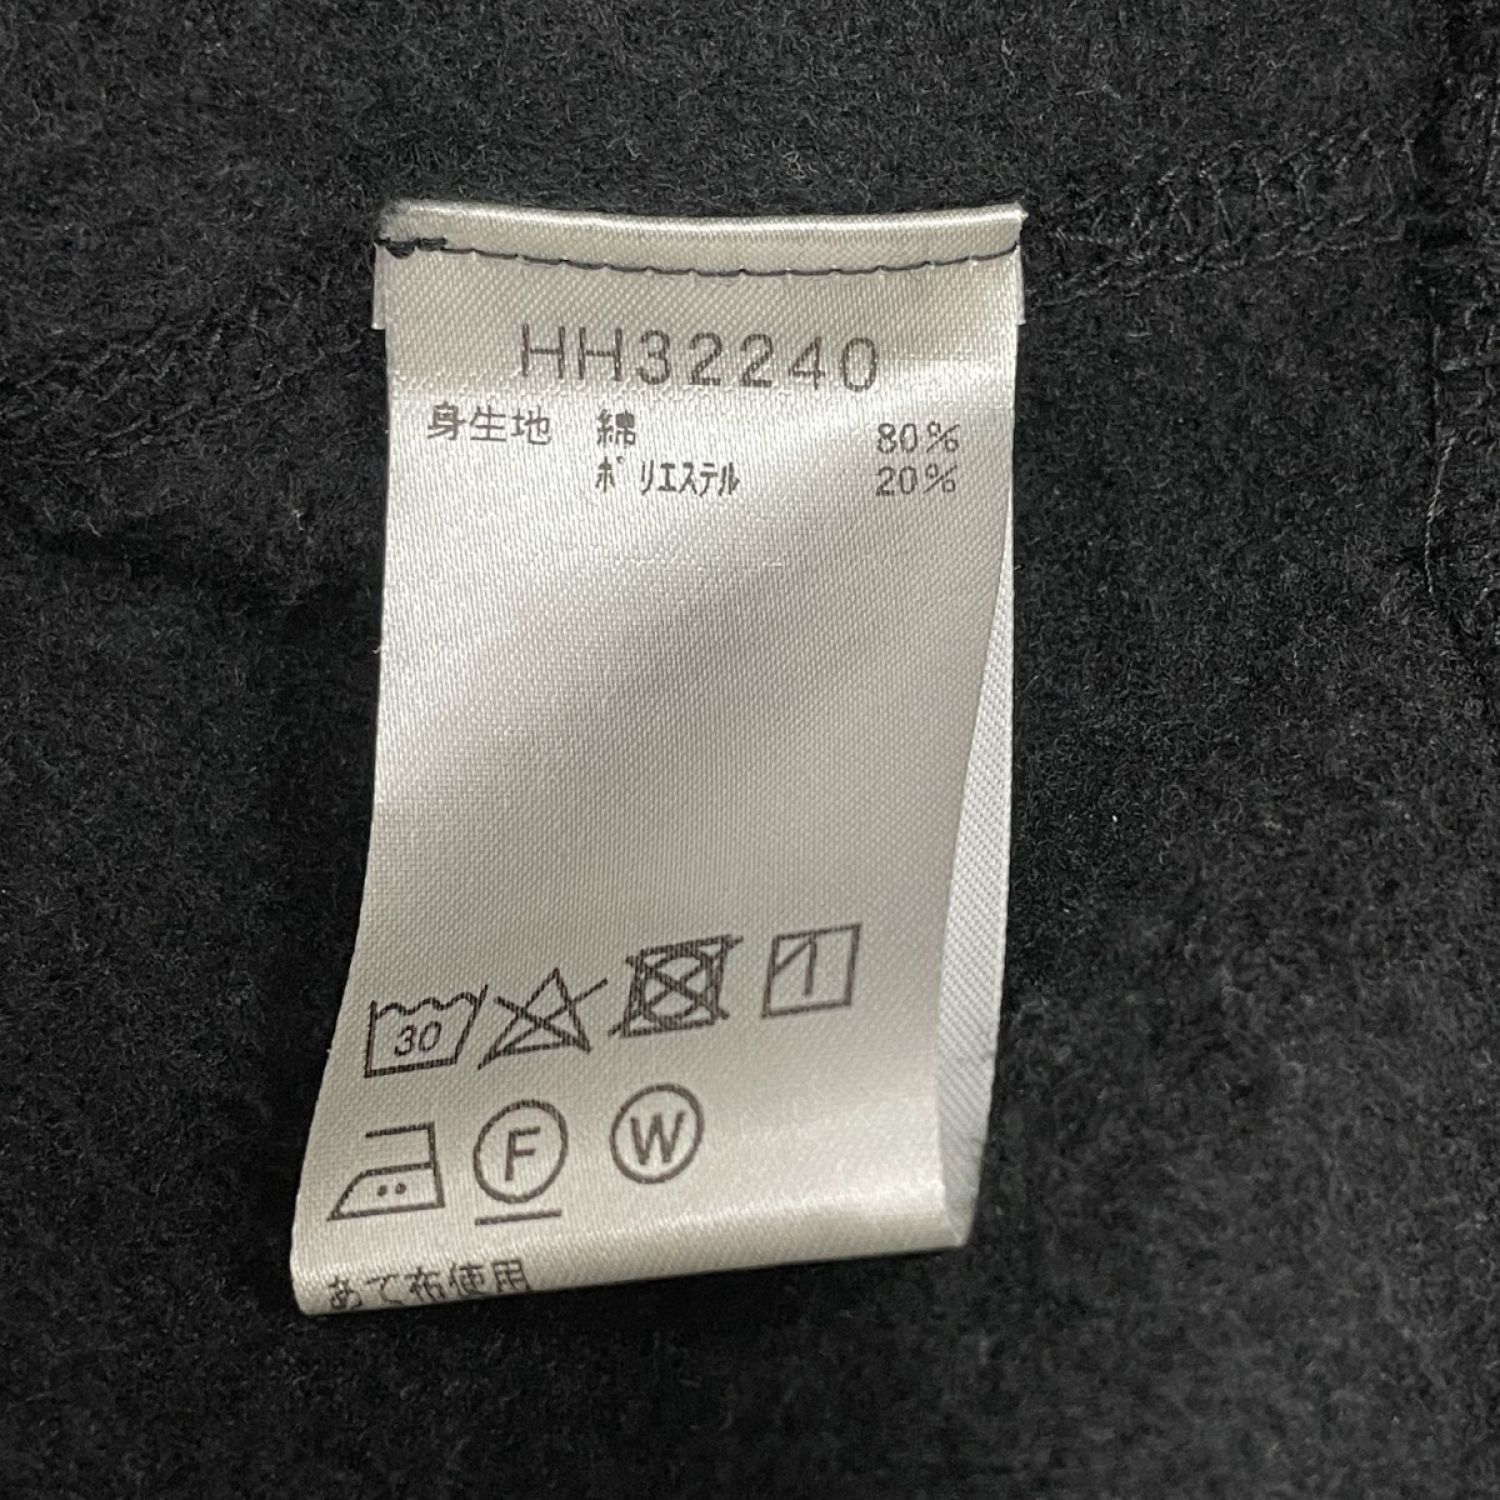 HH32240
身生地 綿 80%
ポリエステル 20%
30
F W
あて布使用